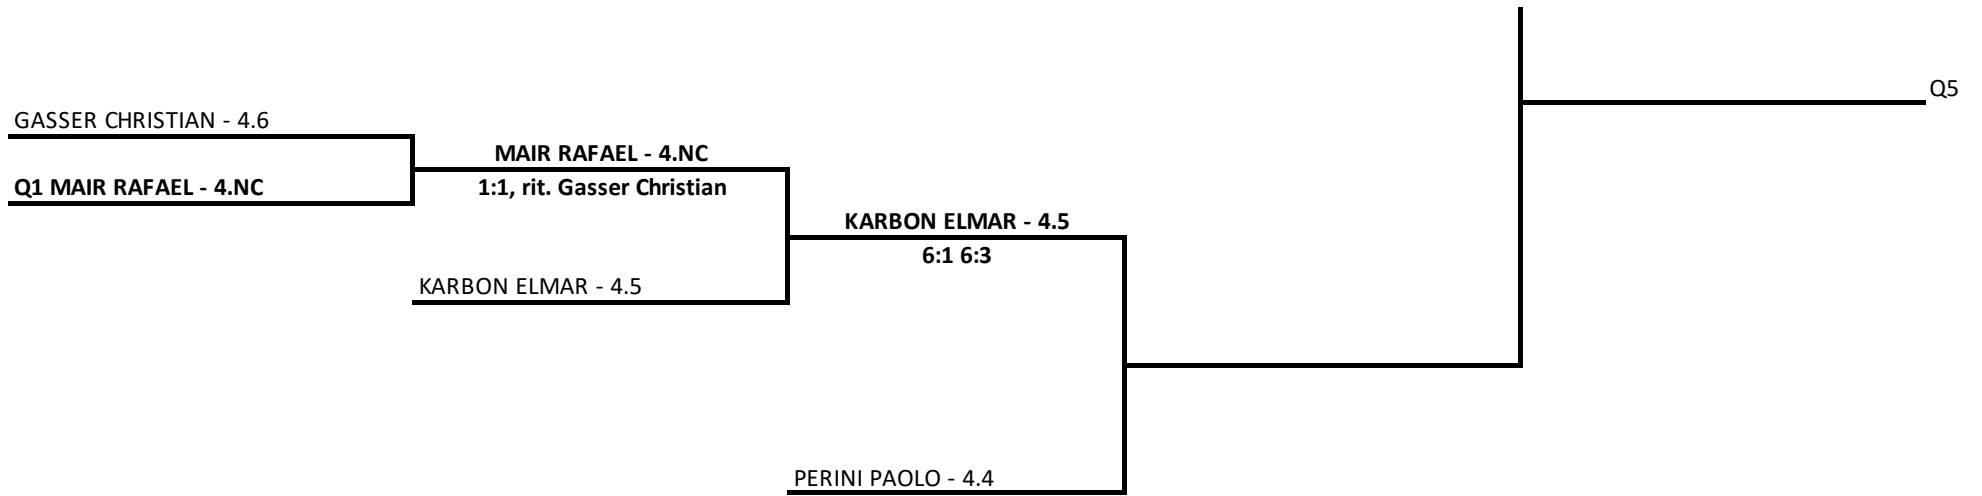 Q5
GASSER CHRISTIAN - 4.6
MAIR RAFAEL - 4.NC
Q1 MAIR RAFAEL - 4.NC
1:1, rit. Gasser Christian
KARBON ELMAR - 4.5
6:1 6:3
KARBON ELMAR - 4.5
PERINI PAOLO - 4.4